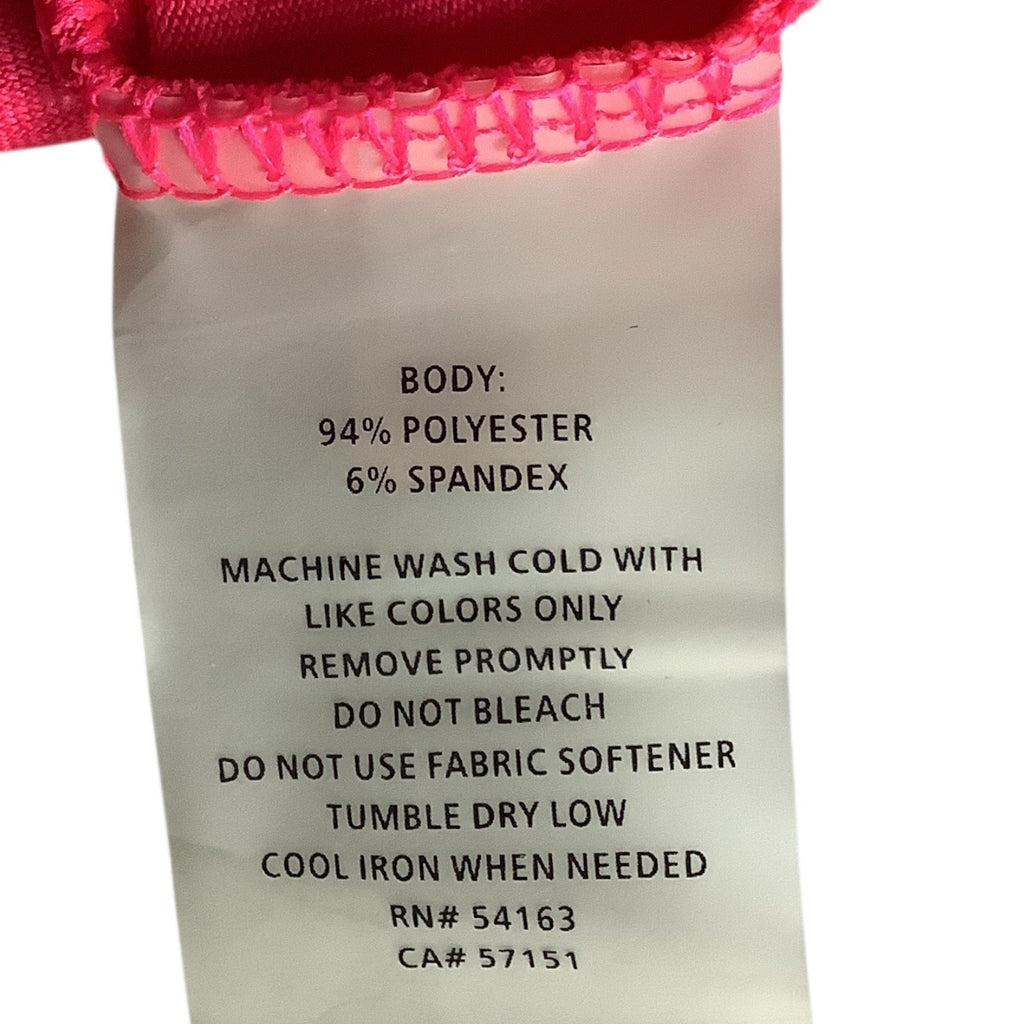 BODY:
94% POLYESTER
6% SPANDEX
MACHINE WASH COLD WITH
LIKE COLORS ONLY
REMOVE PROMPTLY
DO NOT BLEACH
DO NOT USE FABRIC SOFTENER
TUMBLE DRY LOW
COOL IRON WHEN NEEDED
RN# 54163
CA# 57151